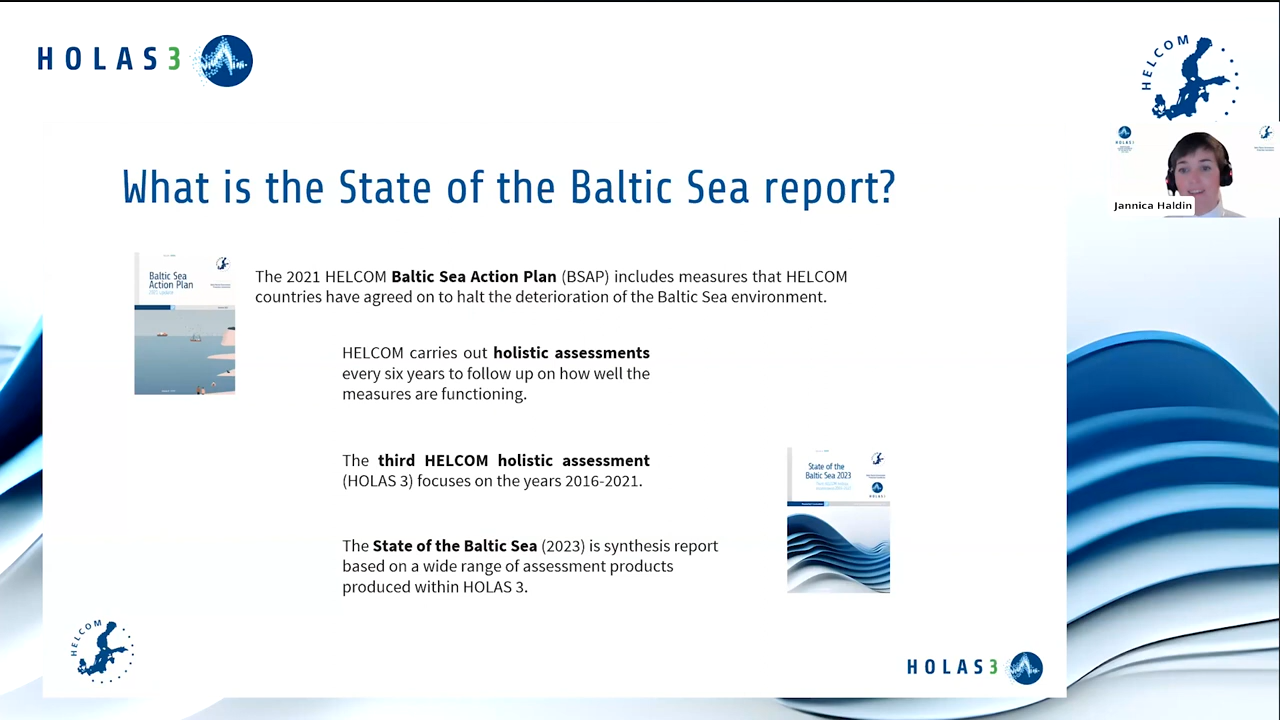 HOLAS3
HELCOM
Jannica Haldin
What is the State of the Baltic Sea report?
Baltic Sea
Action Plan
The 2021 HELCOM Baltic Sea Action Plan (BSAP) includes measures that HELCOM
countries have agreed on to halt the deterioration of the Baltic Sea environment.
HELCOM carries out holistic assessments
every six years to follow up on how well the
measures are functioning.
The third HELCOM holistic assessment
(HOLAS 3) focuses on the years 2016-2021.
State of the
Baltic Sea 2023
HOLAS3
The State of the Baltic Sea (2023) is synthesis report
based on a wide range of assessment products
produced within HOLAS 3.
HELCOM
HOLAS3